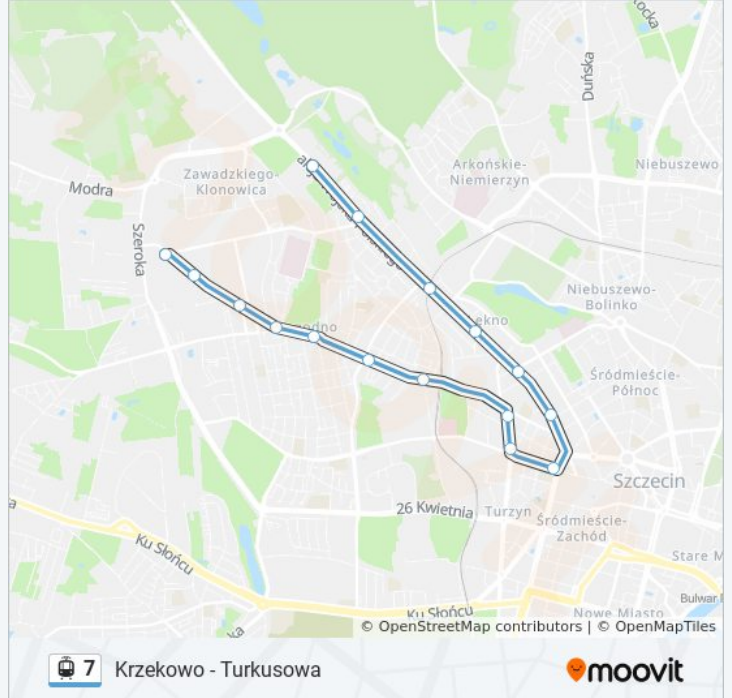 Duńska
Arkońskie-
Niemierzyn
Niebuszewo
Zawadzkiego-
Klonowica
Modra
Szeroka
Niebuszewo-
Bolinko
Śródmieście-
Północ
Szczecin
26 Kwietnia
Turzyn
Śródmieście-
Zachód
Ku Słońcu
Stare M
Bulwar
Ku Słońcu
Nowe Miasto
© OpenStreetMap contributors | © OpenMapTiles
7 Krzekowo - Turkusowa
moovit